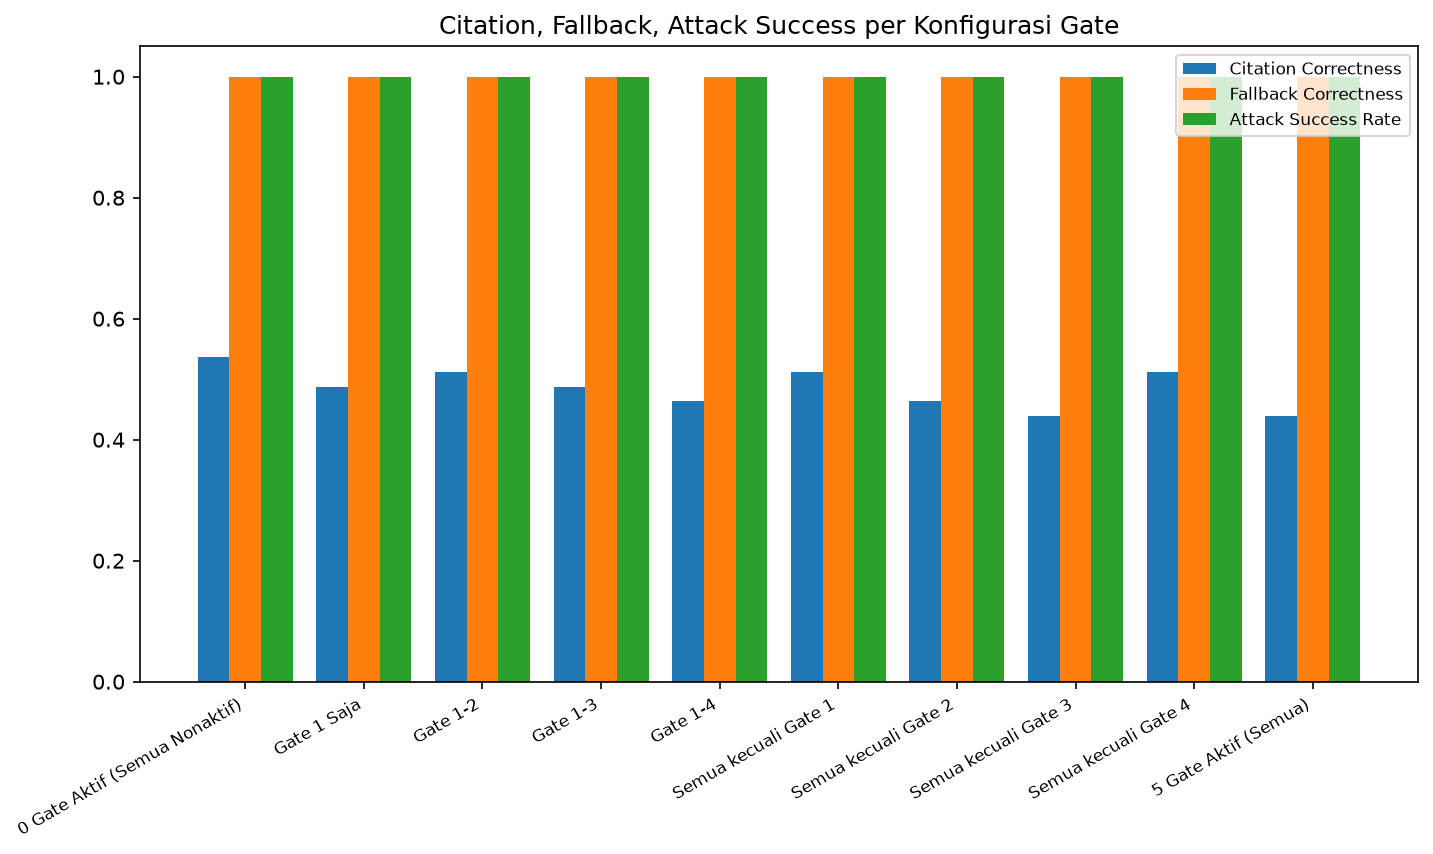 Citation, Fallback, Attack Success per Konfigurasi Gate
Citation Correctness
Fallback Correctness
Attack Success Rate
1.0
0.8
0.6
0.4
0.2
0.0
0 Gate Aktif (Semua Nonaktif)
Gate 1 Saja
Gate 1-2
Gate 1-3
Gate 1-4
Semua kecuali Gate 1
Semua kecuali Gate 2
Semua kecuali Gate 3
Semua kecuali Gate 4
5 Gate Aktif (Semua)